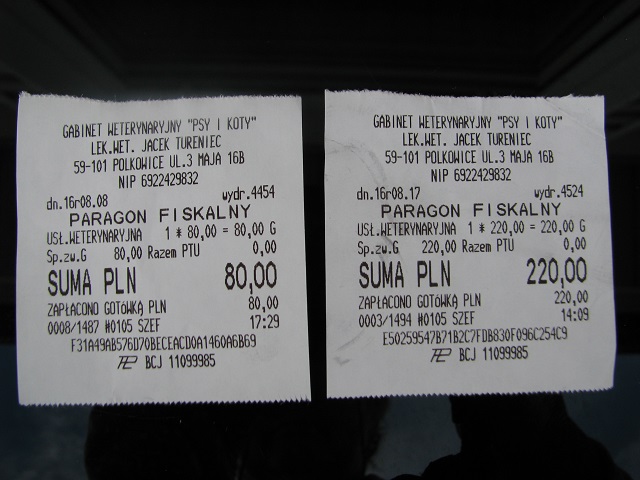 GABINET WETERYNARYJNY "PSY I KOTY"
LEK.WET. JACEK TURENIEC
59-101 POLKOWICE UL.3 MAJA 16B
NIP 6922429832
dn.16r08.08 wydr.4454
PARAGON FISKALNY
USŁ.WETERYNARYJNA 1 * 80,00 = 80,00 G
Sp.zw.G 80,00 Razem PTU 0,00
SUMA PLN 80,00
ZAPŁACONO GOTÓWKĄ PLN 80,00
0008/1487 #0105 SZEF 17:29
F31A49AB576D70BECEACD0A1460A6B69
BCJ 11099985
GABINET WETERYNARYJNY "PSY I KOTY"
LEK.WET. JACEK TURENIEC
59-101 POLKOWICE UL.3 MAJA 16B
NIP 6922429832
dn.16r08.17 wydr.4524
PARAGON FISKALNY
USŁ.WETERYNARYJNA 1 * 220,00 = 220,00 G
Sp.zw.G 220,00 Razem PTU 0,00
SUMA PLN 220,00
ZAPŁACONO GOTÓWKĄ PLN 220,00
0003/1494 #0105 SZEF 14:09
E50259547B71B2C7FDB830F096C254C9
BCJ 11099985